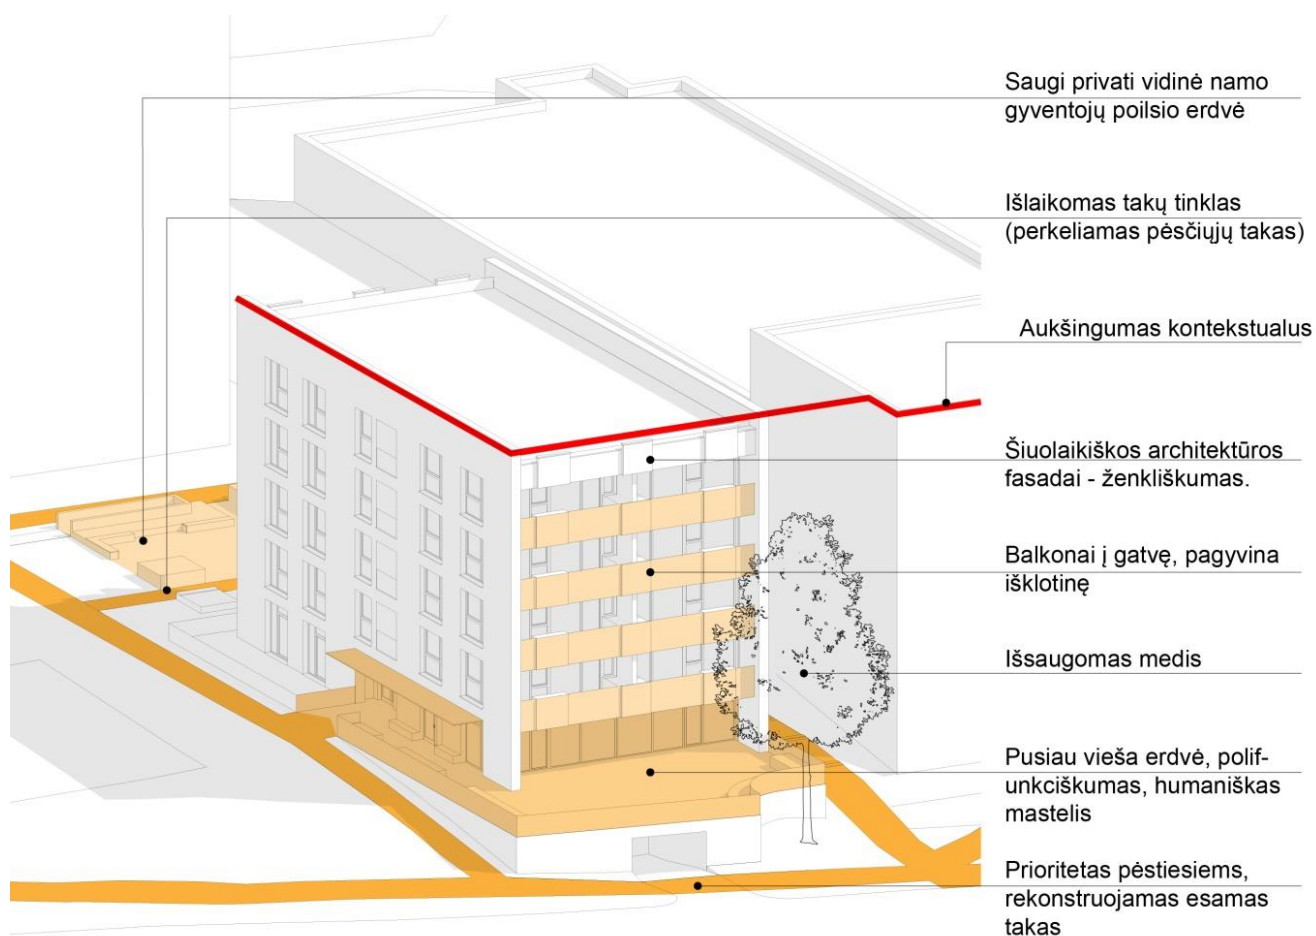 Saugi privati vidinė namo
gyventojų poilsio erdvė
Išlaikomas takų tinklas
(perkeliamas pėsčiųjų takas)
Aukšingumas kontekstualus
Šiuolaikiškos architektūros
fasadai - ženkliškumas.
Balkonai į gatvę, pagyvina
išklotinę
Išsaugomas medis
Pusiau vieša erdvė, polif-
unkciškumas, humaniškas
mastelis
Prioritetas pėstiesiems,
rekonstruojamas esamas
takas